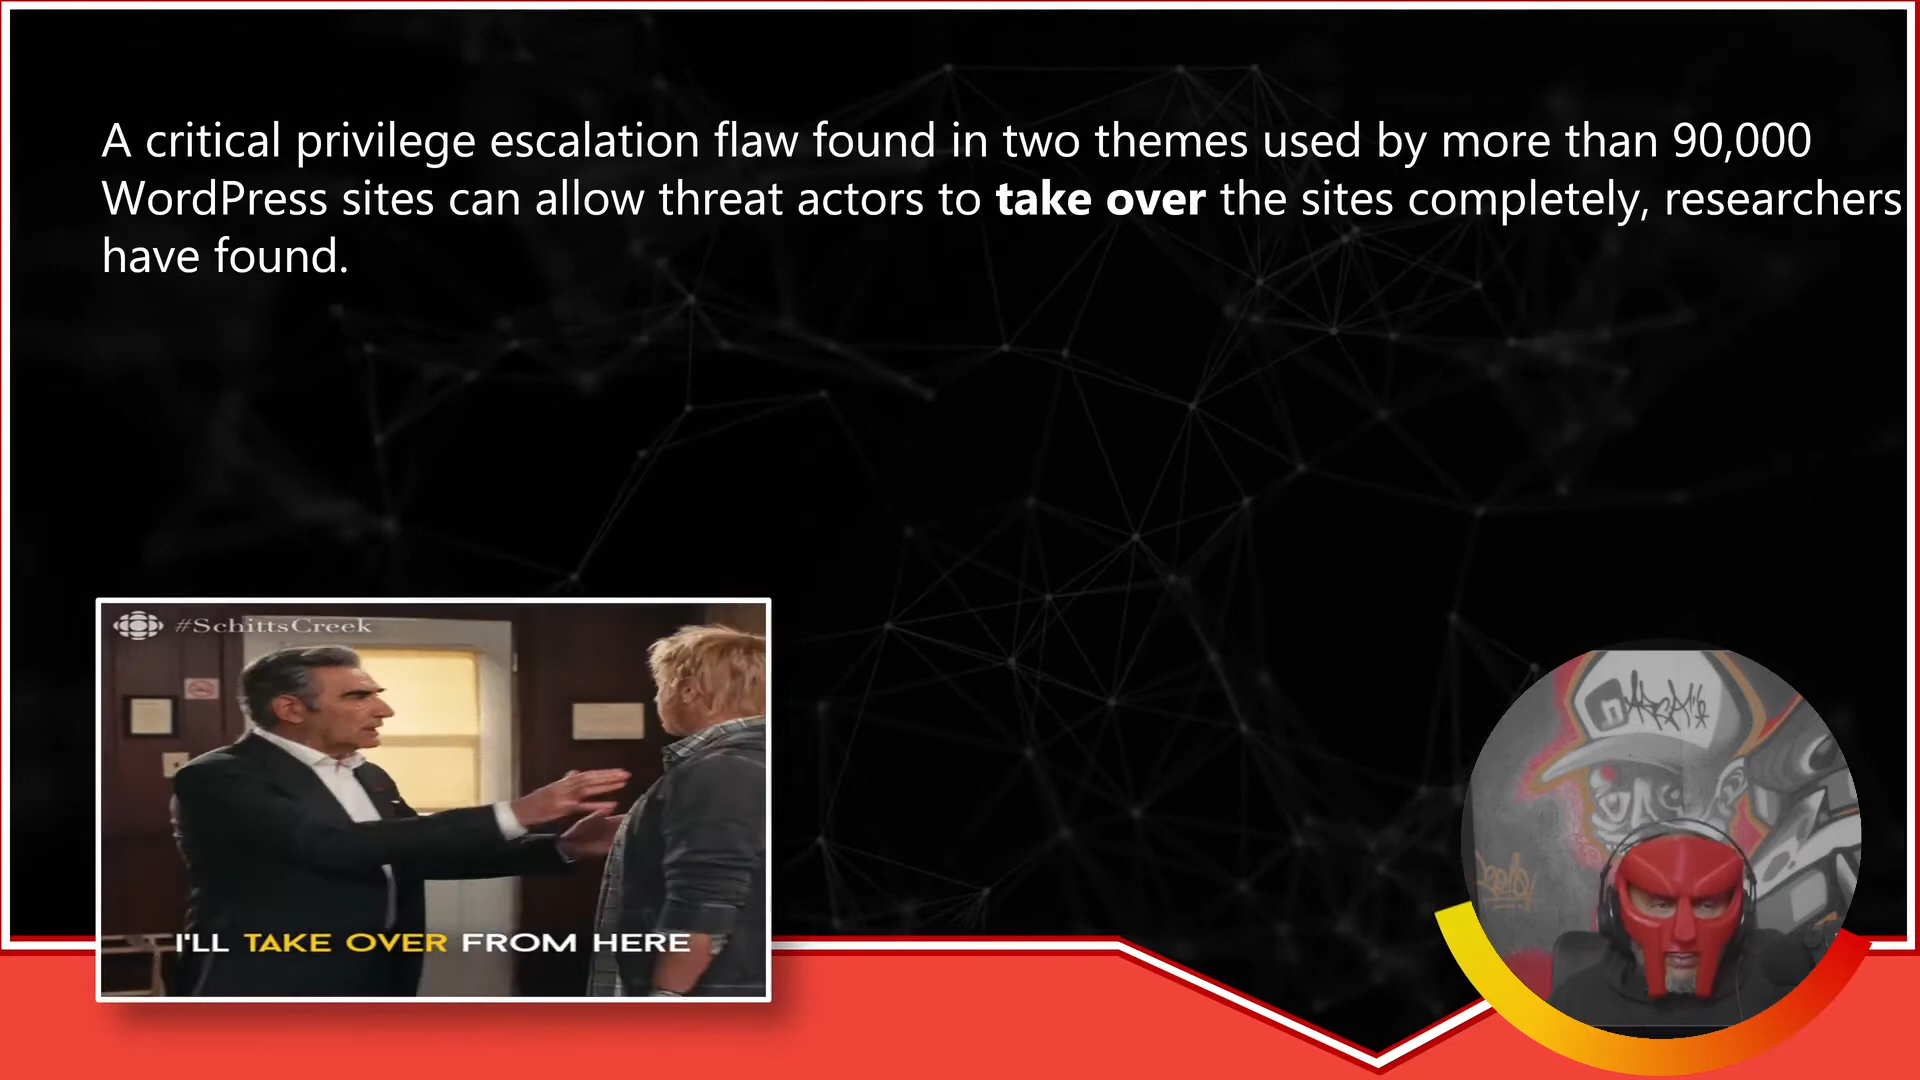 A critical privilege escalation flaw found in two themes used by more than 90,000
WordPress sites can allow threat actors to take over the sites completely, researchers
have found.
#SchittsCreek
I'LL TAKE OVER FROM HERE